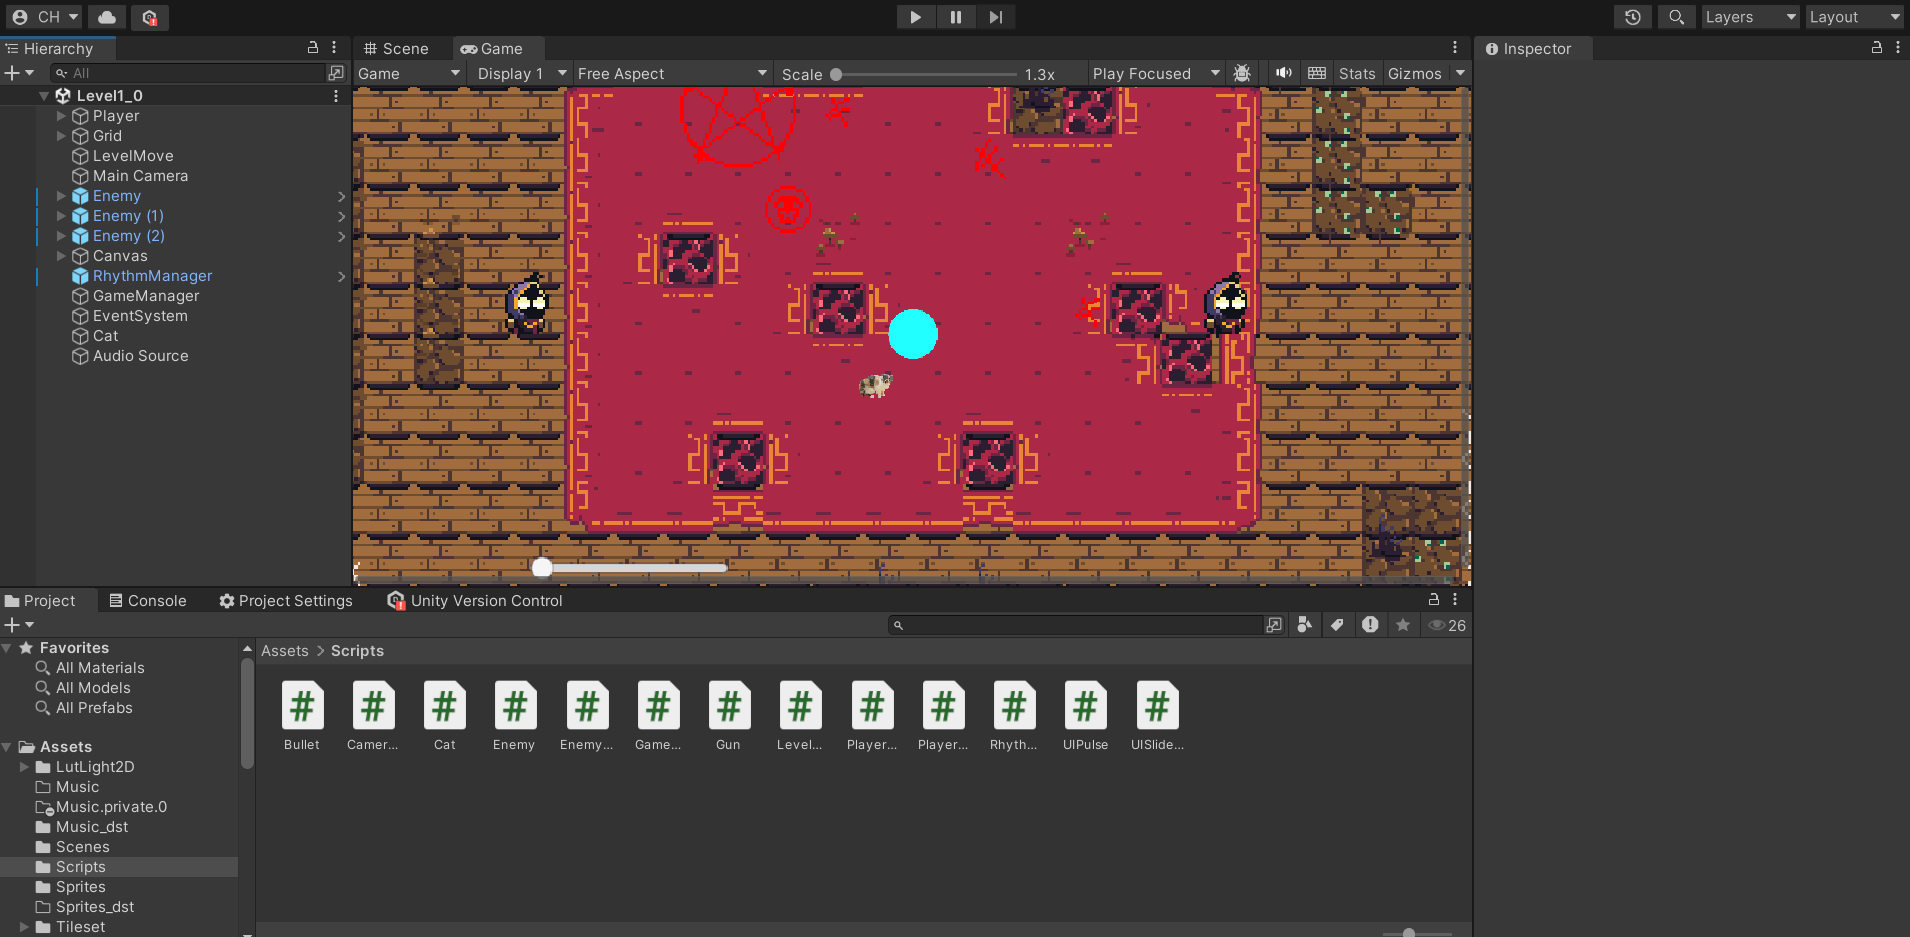 CH
Layers
Layout
Hierarchy
Scene
Game
Inspector
All
Game
Display 1
Free Aspect
Scale
1.3x
Play Focused
Stats
Gizmos
Level1_0
Player
Grid
LevelMove
Main Camera
Enemy
Enemy (1)
Enemy (2)
Canvas
RhythmManager
GameManager
EventSystem
Cat
Audio Source
Project
Console
Project Settings
Unity Version Control
26
Favorites
All Materials
All Models
All Prefabs
Assets
LutLight2D
Music
Music.private.0
Music_dst
Scenes
Scripts
Sprites
Sprites_dst
Tileset
Assets > Scripts
Bullet
Camer...
Cat
Enemy
Enemy...
Game...
Gun
Level...
Player...
Player...
Rhyth...
UIPulse
UISlide...